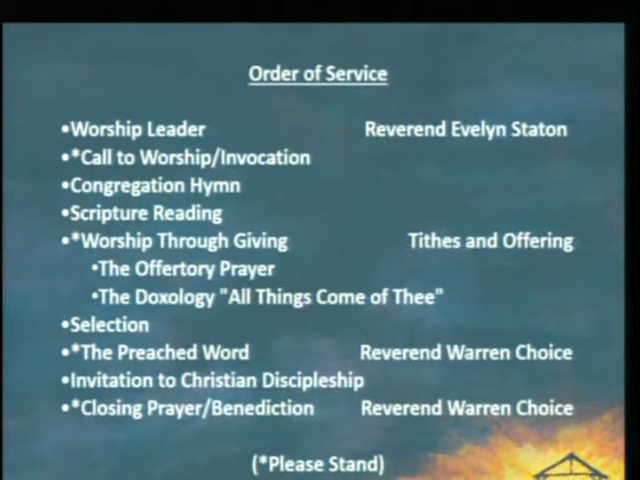 Order of Service
•Worship Leader Reverend Evelyn Staton
•*Call to Worship/Invocation
•Congregation Hymn
•Scripture Reading
•*Worship Through Giving Tithes and Offering
•The Offertory Prayer
•The Doxology "All Things Come of Thee"
•Selection
•*The Preached Word Reverend Warren Choice
•Invitation to Christian Discipleship
•*Closing Prayer/Benediction Reverend Warren Choice
(*Please Stand)